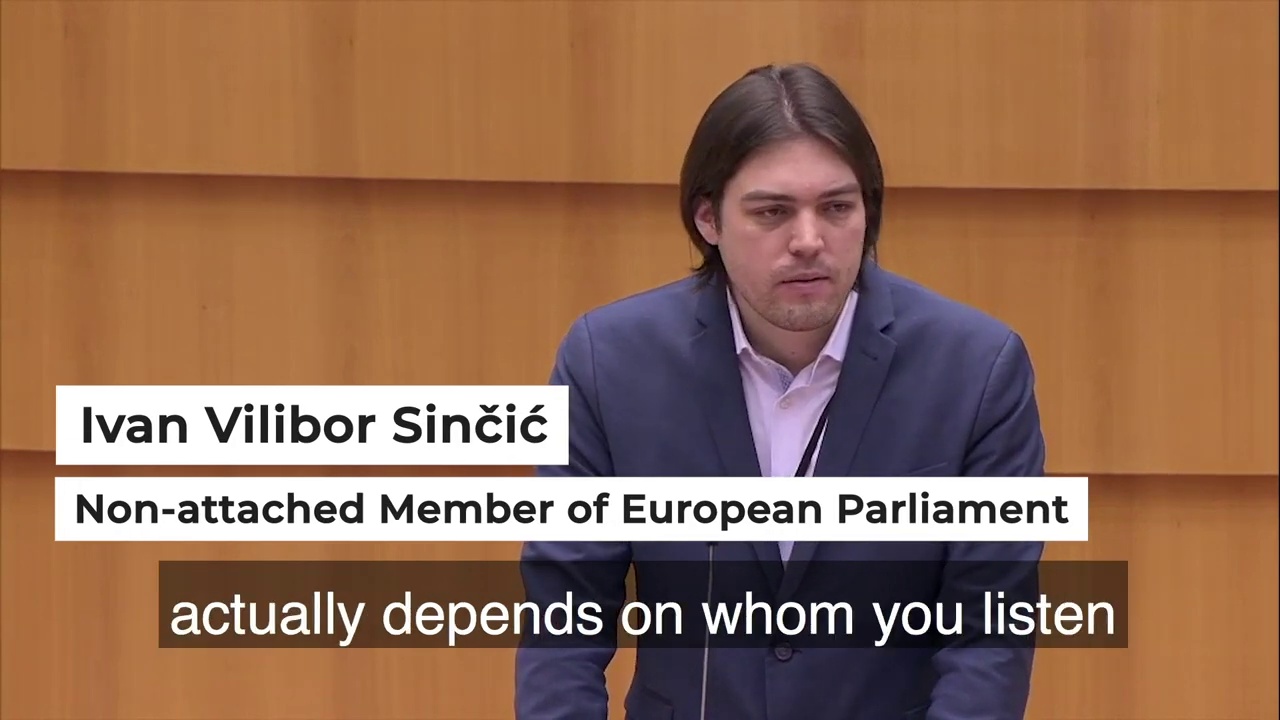 Ivan Vilibor Sinčić
Non-attached Member of European Parliament
actually depends on whom you listen